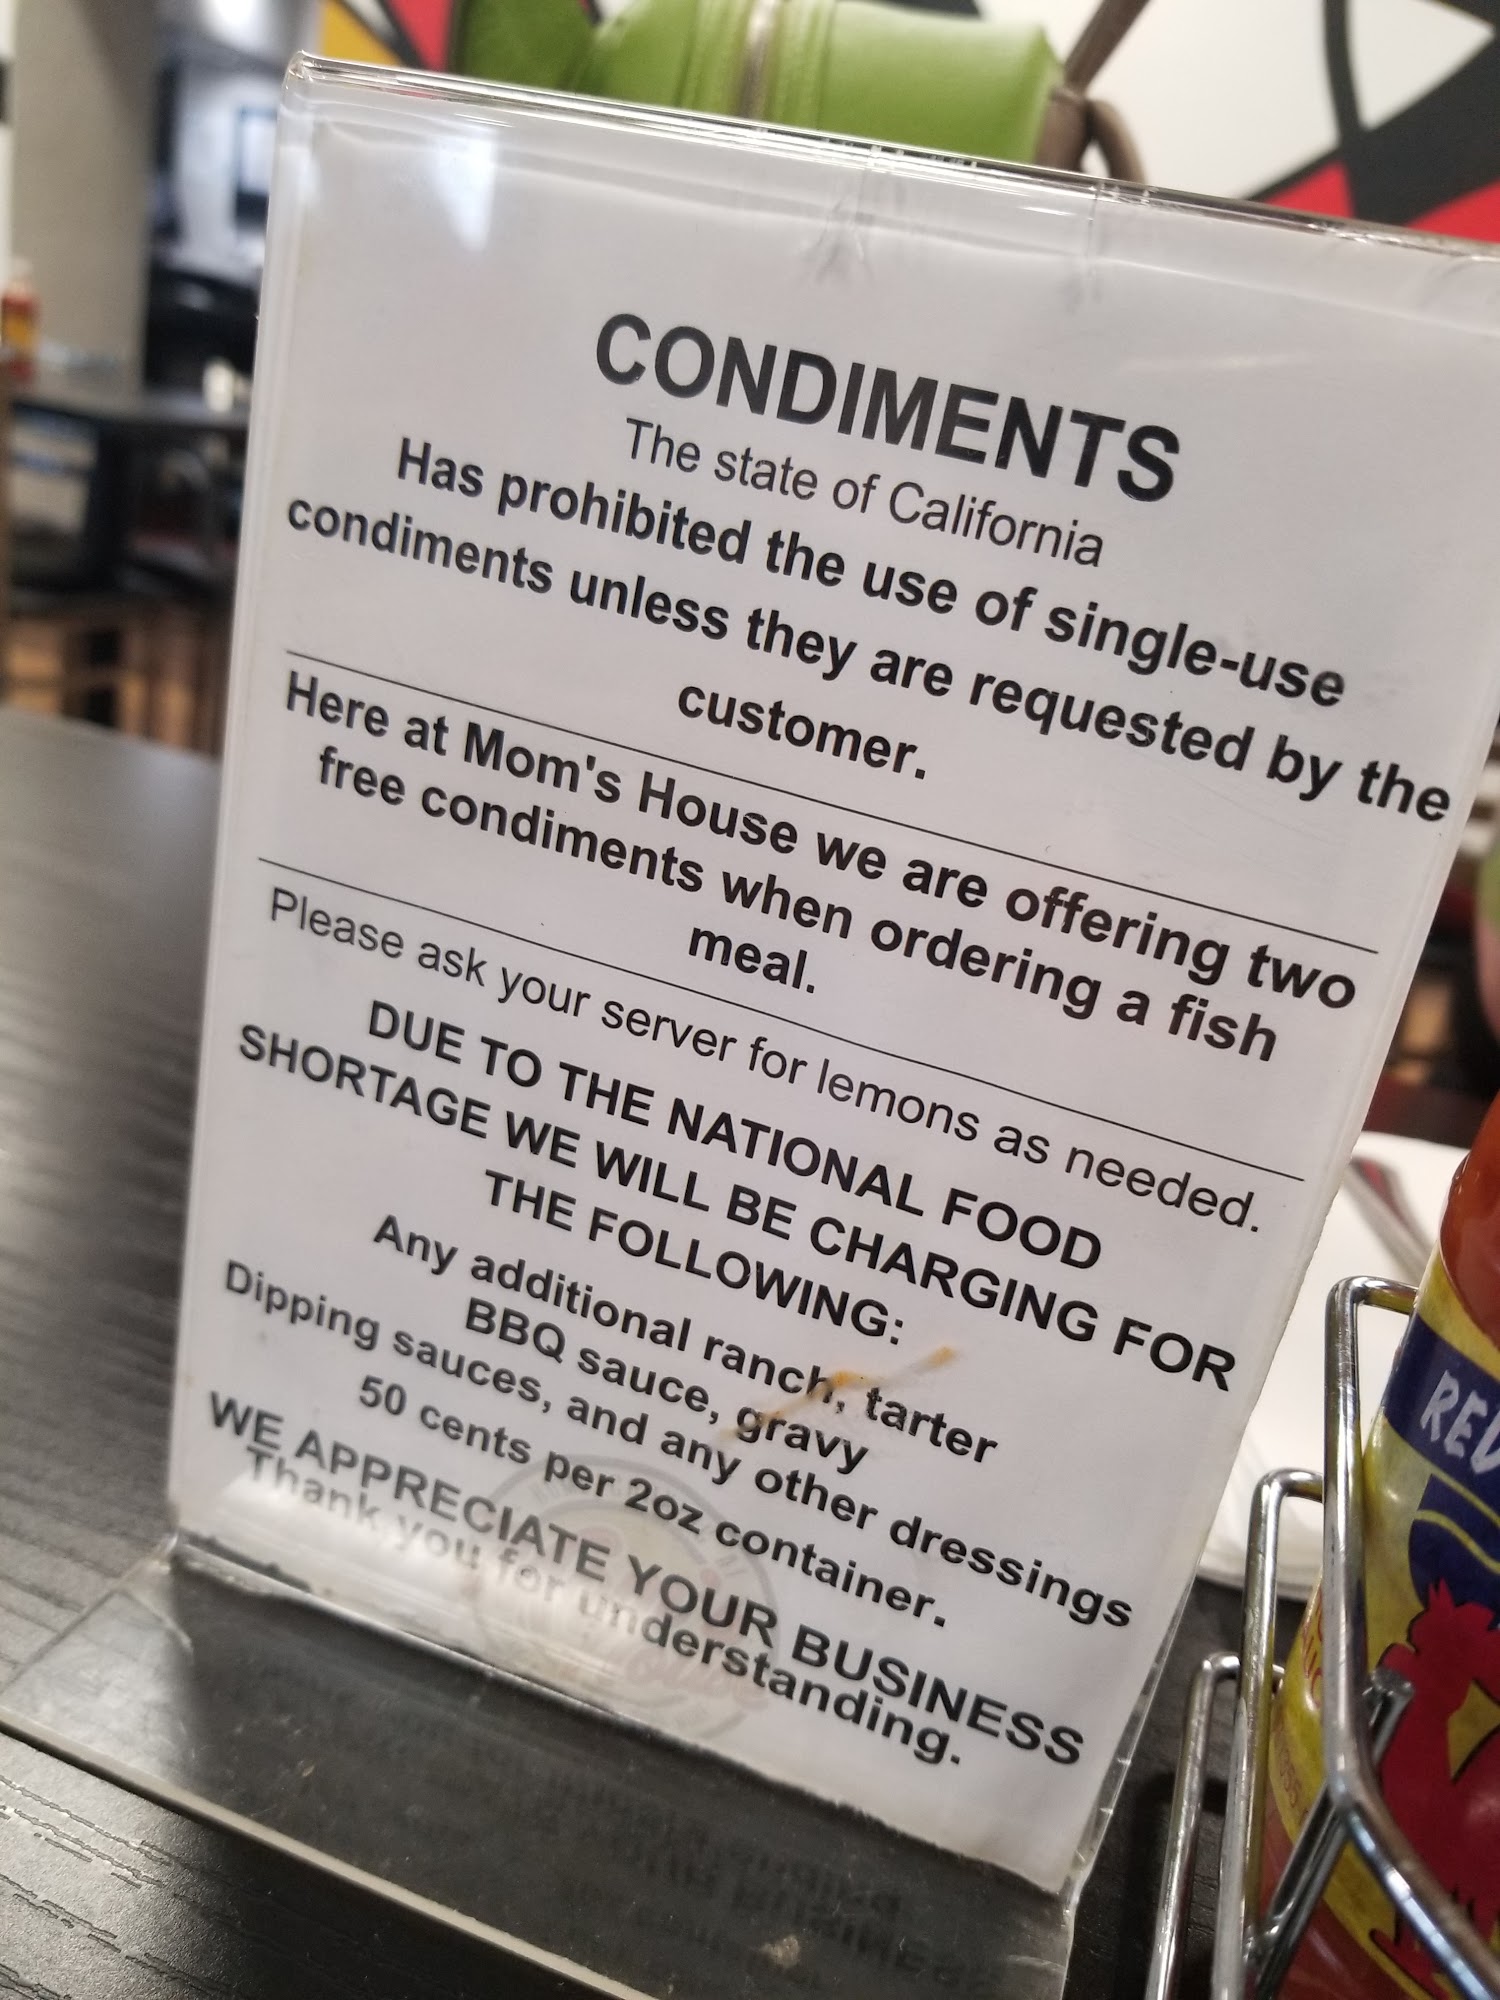 CONDIMENTS
The state of California
Has prohibited the use of single-use
condiments unless they are requested by the
customer.
Here at Mom's House we are offering two
free condiments when ordering a fish
meal.
Please ask your server for lemons as needed.
DUE TO THE NATIONAL FOOD
SHORTAGE WE WILL BE CHARGING FOR
THE FOLLOWING:
Any additional ranch, tarter
BBQ sauce, gravy
Dipping sauces, and any other dressings
50 cents per 2oz container.
WE APPRECIATE YOUR BUSINESS
Thank you for understanding.
RED